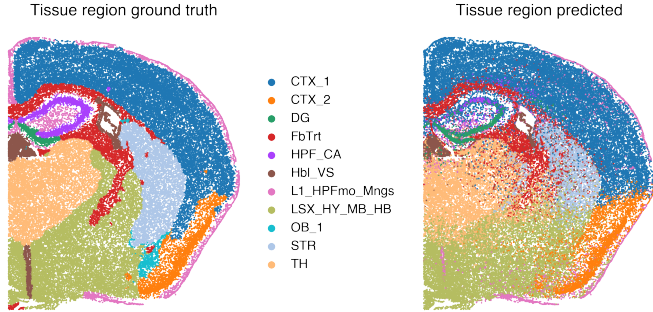 Tissue region ground truth
Tissue region predicted
CTX_1
CTX_2
DG
FbTrt
HPF_CA
Hbl_VS
L1_HPFmo_Mngs
LSX_HY_MB_HB
OB_1
STR
TH